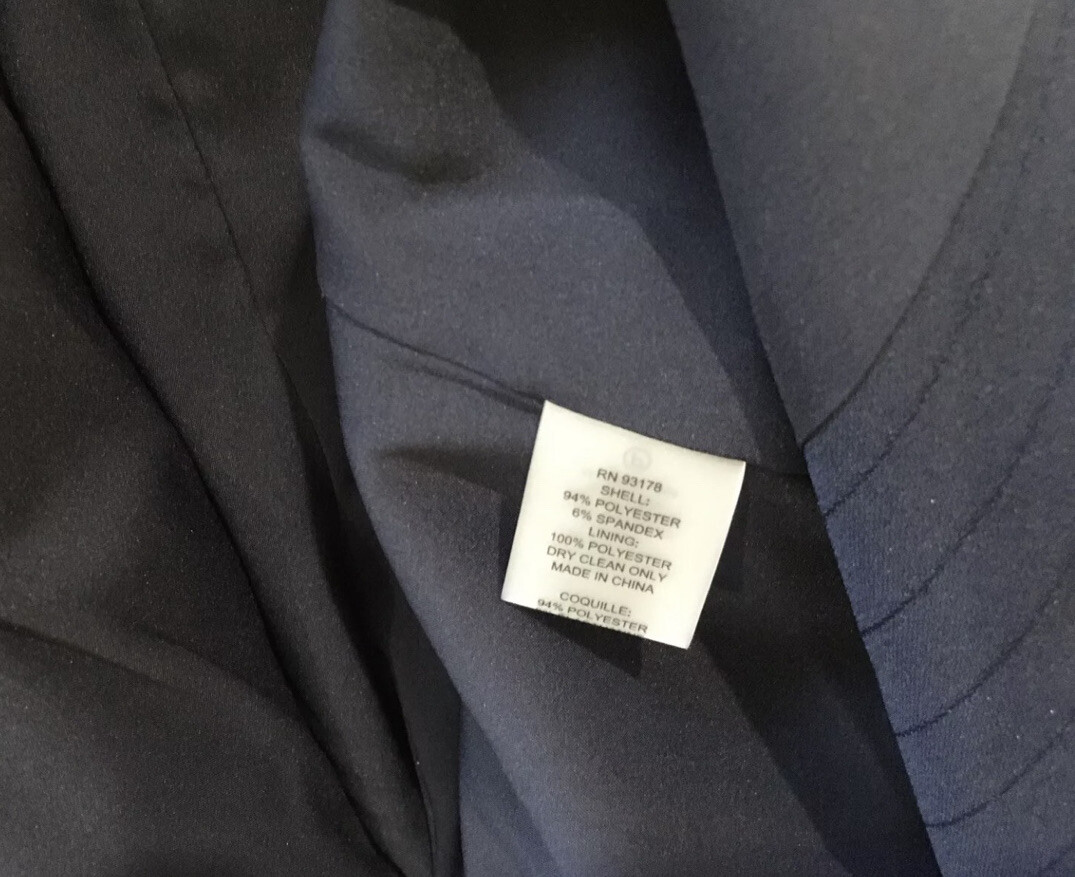 RN 93178
SHELL:
94% POLYESTER
6% SPANDEX
LINING:
100% POLYESTER
DRY CLEAN ONLY
MADE IN CHINA
COQUILLE:
94% POLYESTER